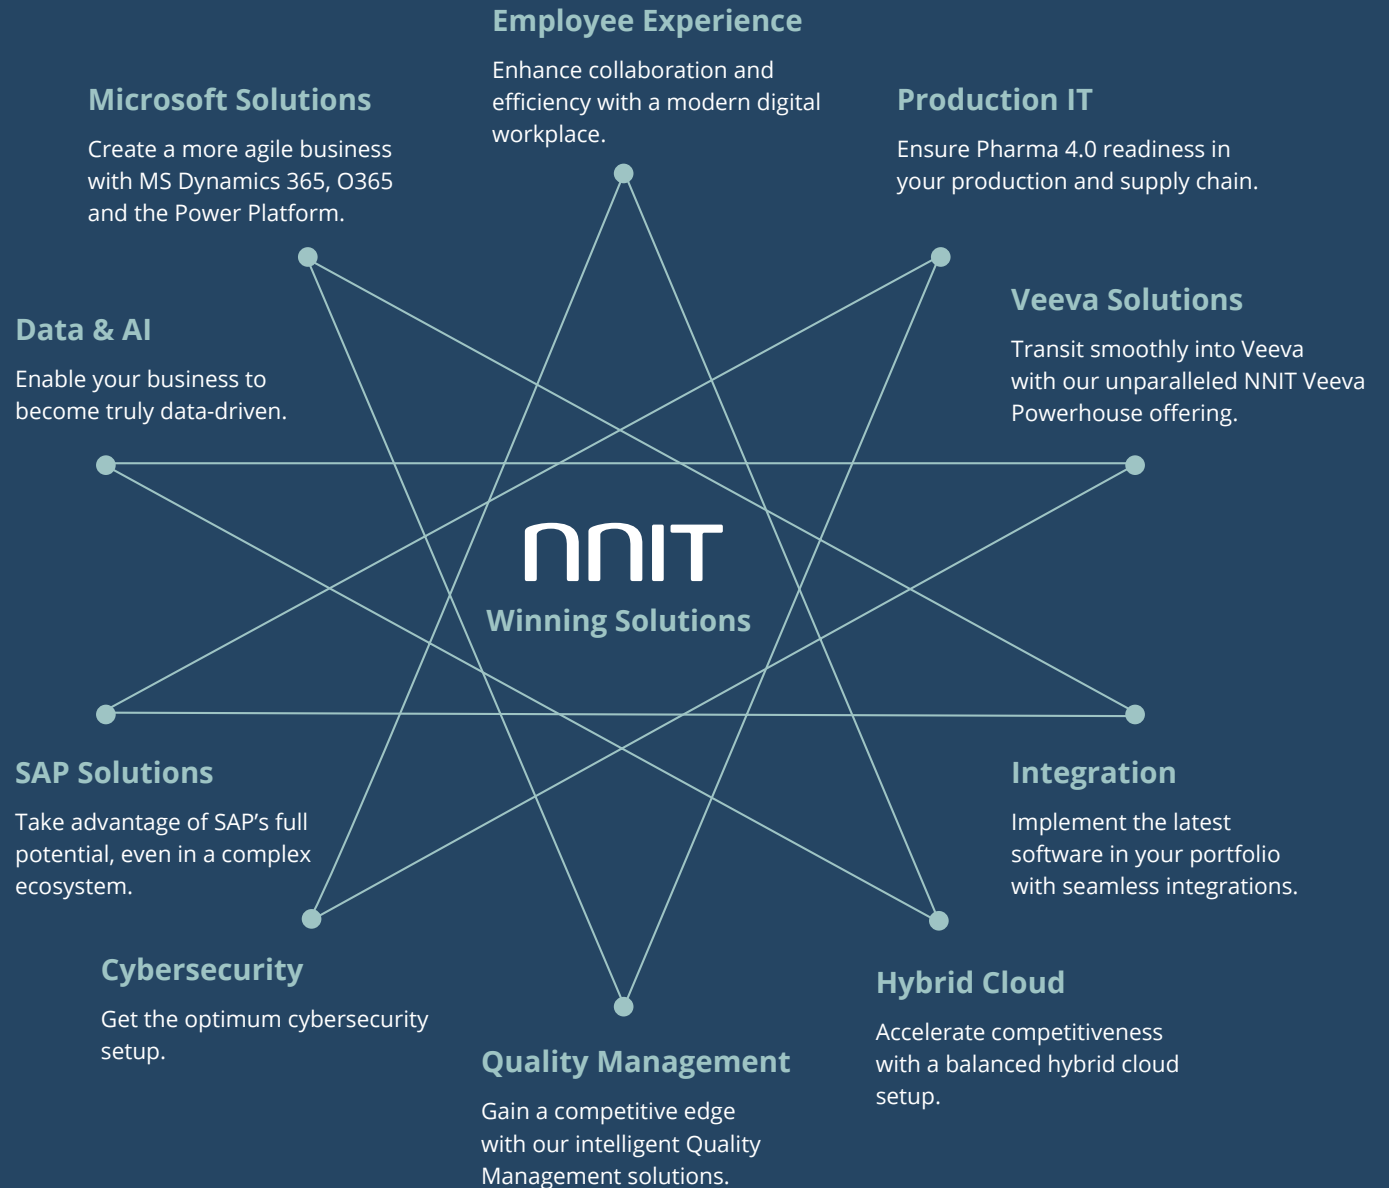 Employee Experience
Enhance collaboration and
efficiency with a modern digital
workplace.
Microsoft Solutions
Create a more agile business
with MS Dynamics 365, O365
and the Power Platform.
Production IT
Ensure Pharma 4.0 readiness in
your production and supply chain.
Data & AI
Enable your business to
become truly data-driven.
Veeva Solutions
Transit smoothly into Veeva
with our unparalleled NNIT Veeva
Powerhouse offering.
nnIT
Winning Solutions
SAP Solutions
Take advantage of SAP’s full
potential, even in a complex
ecosystem.
Integration
Implement the latest
software in your portfolio
with seamless integrations.
Cybersecurity
Get the optimum cybersecurity
setup.
Quality Management
Gain a competitive edge
with our intelligent Quality
Management solutions.
Hybrid Cloud
Accelerate competitiveness
with a balanced hybrid cloud
setup.